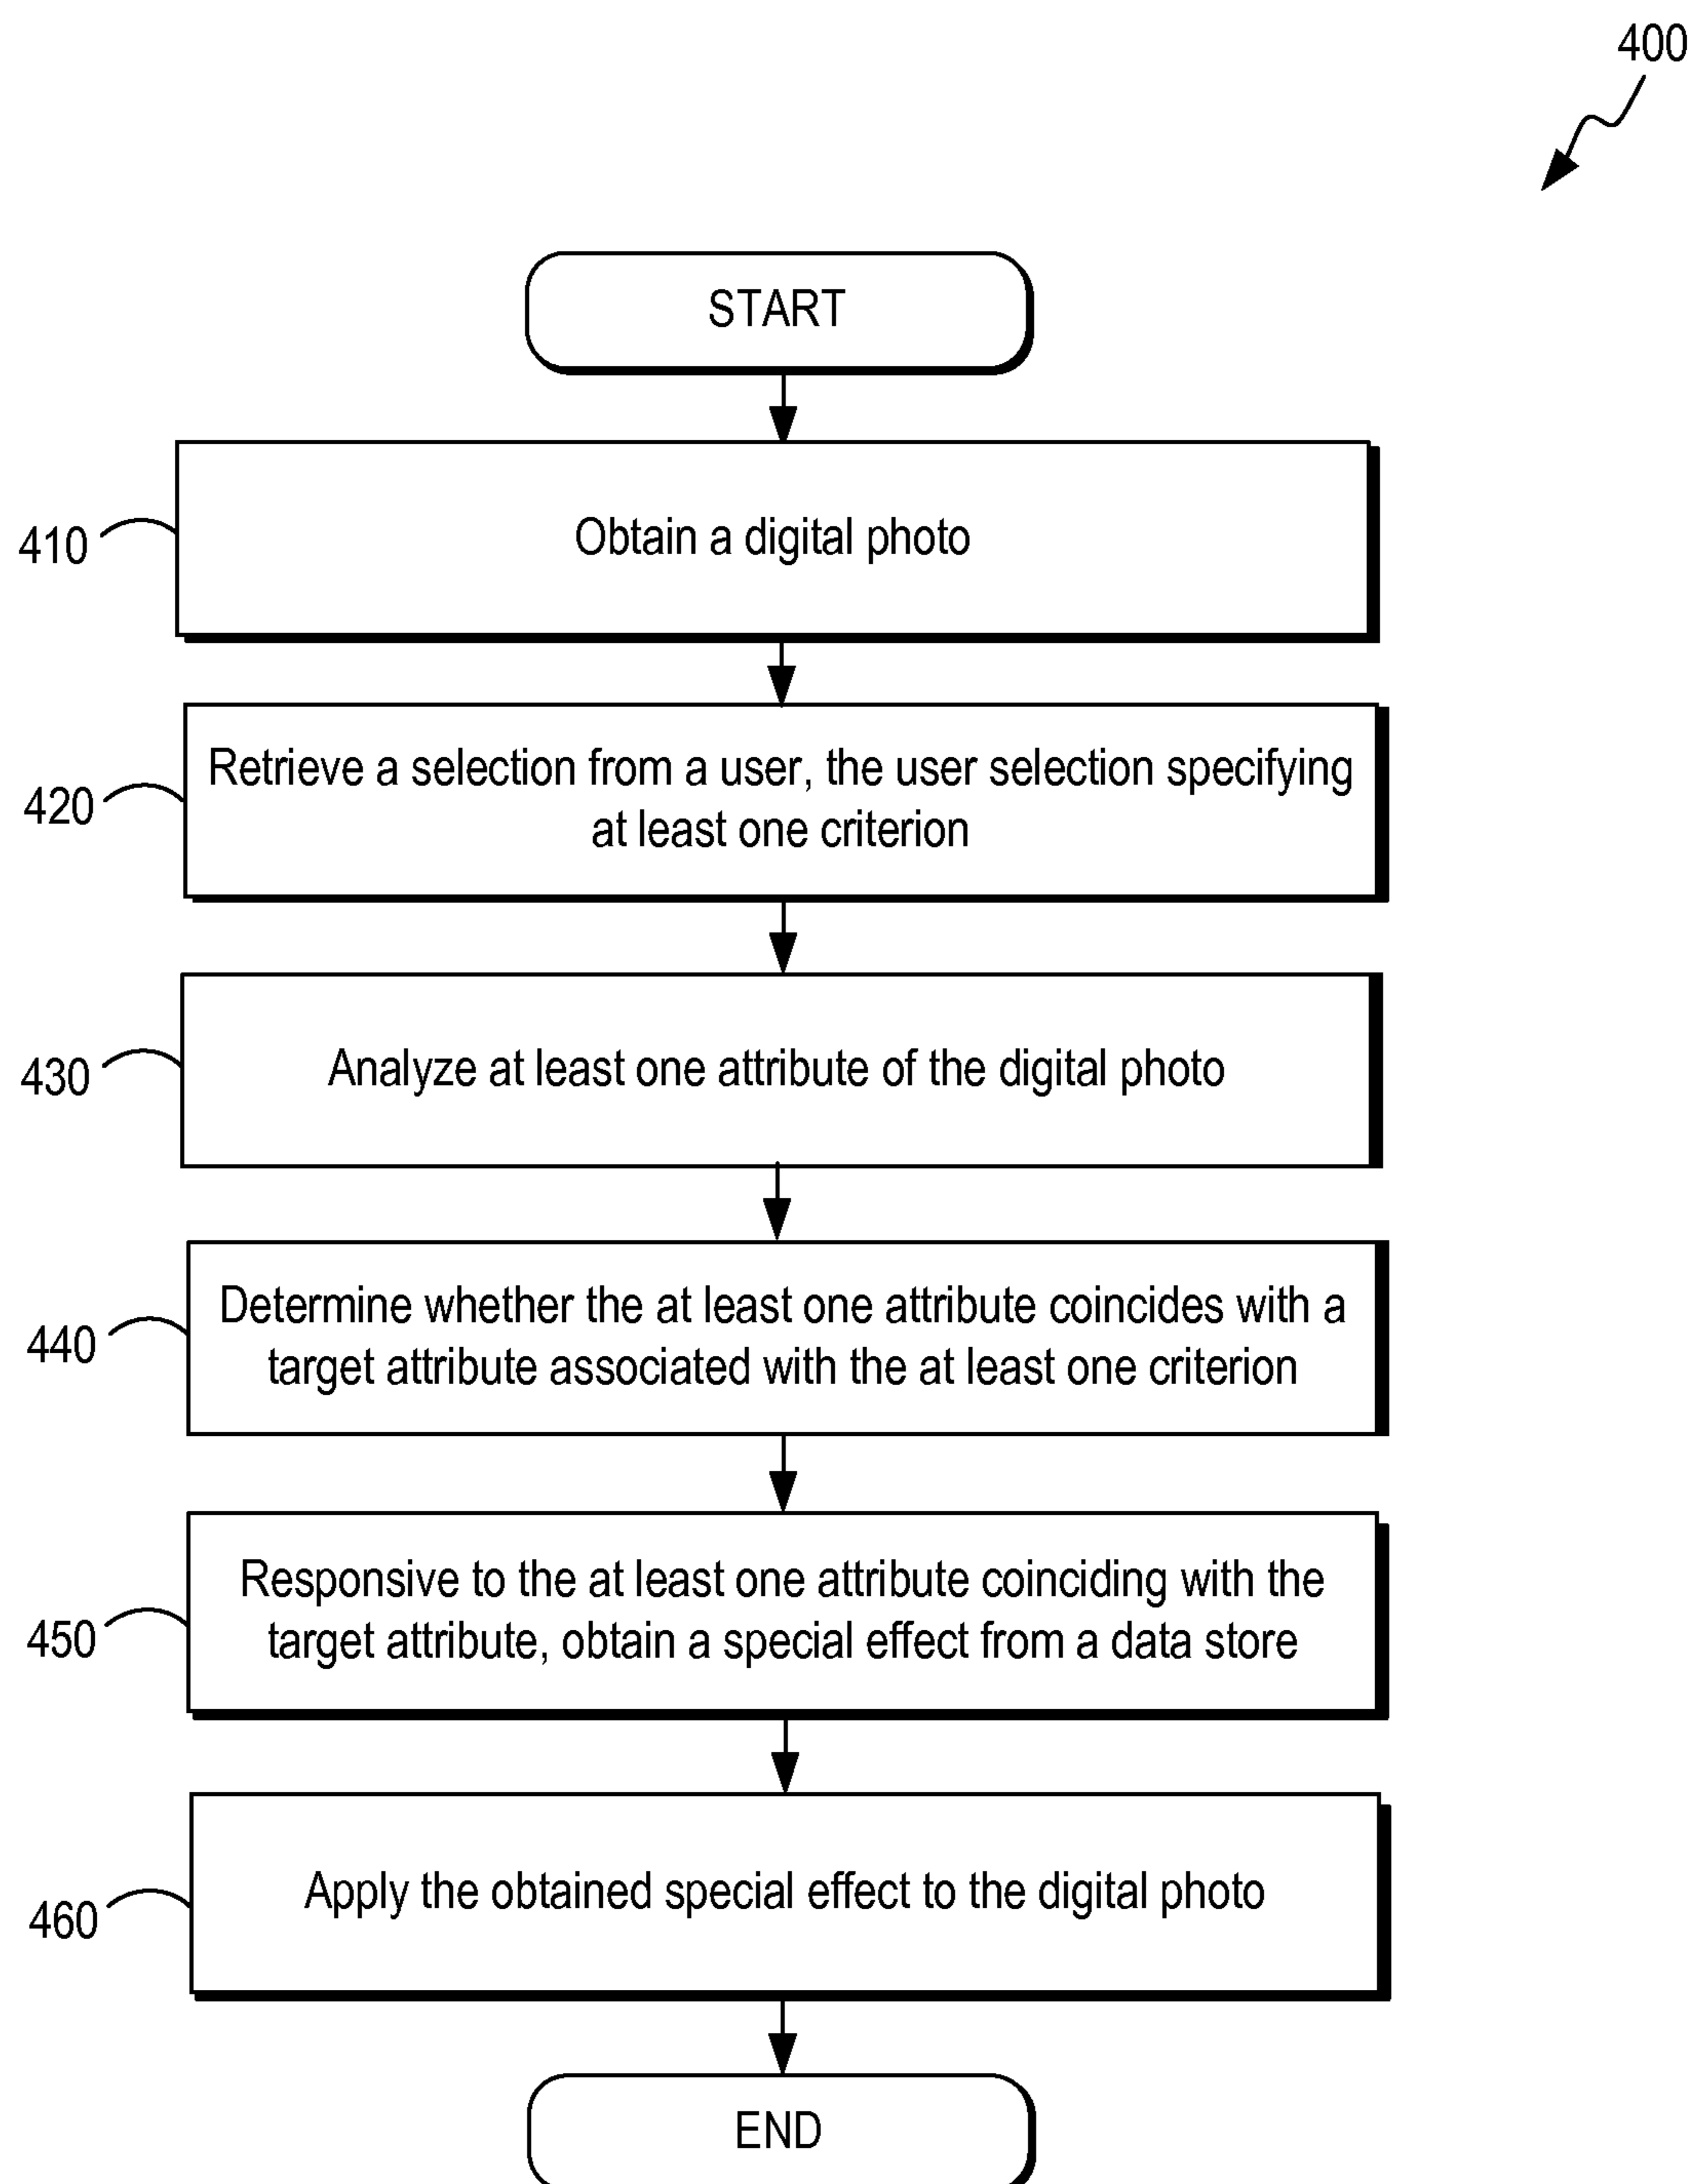 400
START
410
Obtain a digital photo
420
Retrieve a selection from a user, the user selection specifying
at least one criterion
430
Analyze at least one attribute of the digital photo
440
Determine whether the at least one attribute coincides with a
target attribute associated with the at least one criterion
450
Responsive to the at least one attribute coinciding with the
target attribute, obtain a special effect from a data store
460
Apply the obtained special effect to the digital photo
END